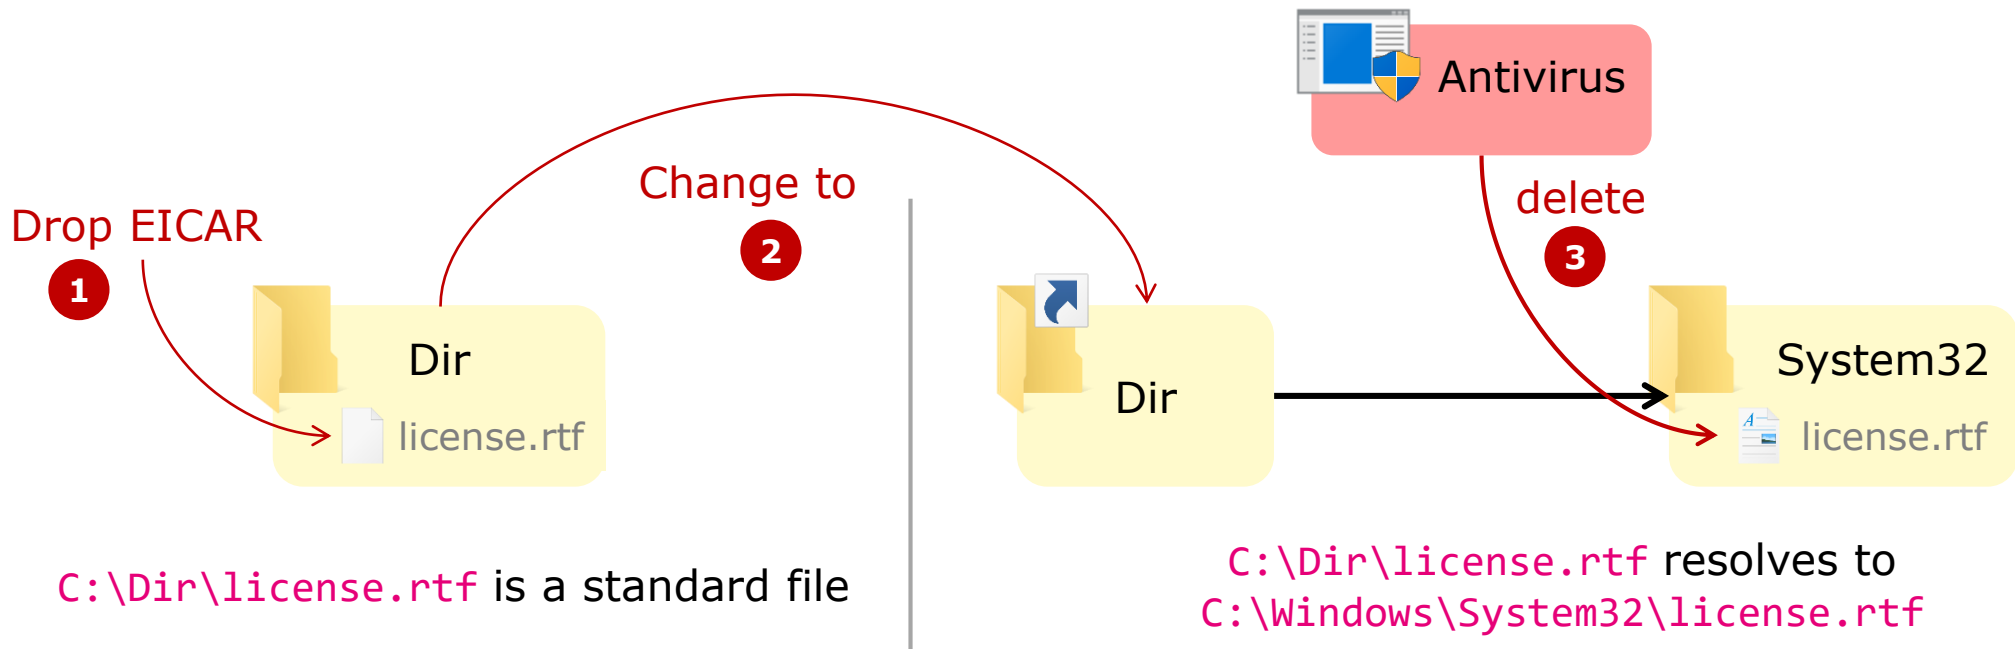 Drop EICAR
1
Dir
license.rtf
C:\Dir\license.rtf is a standard file
Change to
2
Antivirus
delete
3
Dir
System32
license.rtf
C:\Dir\license.rtf resolves to
C:\Windows\System32\license.rtf